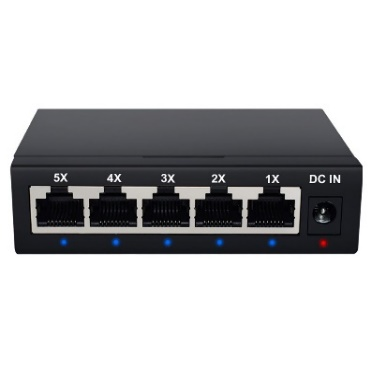 5X 4X 3X 2X 1X DC IN